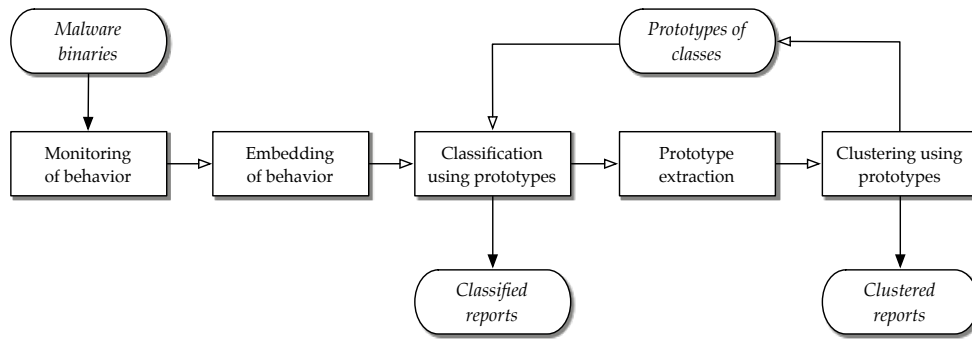 Malware
binaries
Prototypes of
classes
Monitoring
of behavior
Embedding
of behavior
Classification
using prototypes
Prototype
extraction
Clustering using
prototypes
Classified
reports
Clustered
reports